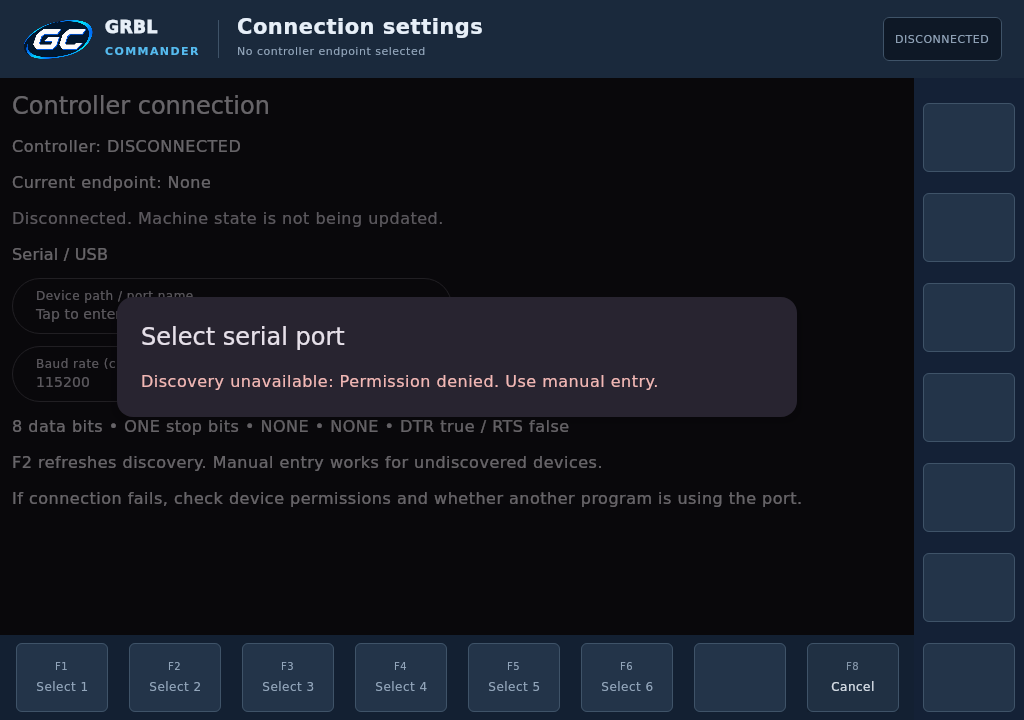 GC
GRBL
COMMANDER
Connection settings
No controller endpoint selected
DISCONNECTED
Controller connection
Controller: DISCONNECTED
Current endpoint: None
Disconnected. Machine state is not being updated.
Serial / USB
Device path / port name
Tap to enter
Select serial port
Discovery unavailable: Permission denied. Use manual entry.
Baud rate (c
115200
8 data bits • ONE stop bits • NONE • NONE • DTR true / RTS false
F2 refreshes discovery. Manual entry works for undiscovered devices.
If connection fails, check device permissions and whether another program is using the port.
F1
Select 1
F2
Select 2
F3
Select 3
F4
Select 4
F5
Select 5
F6
Select 6
F8
Cancel